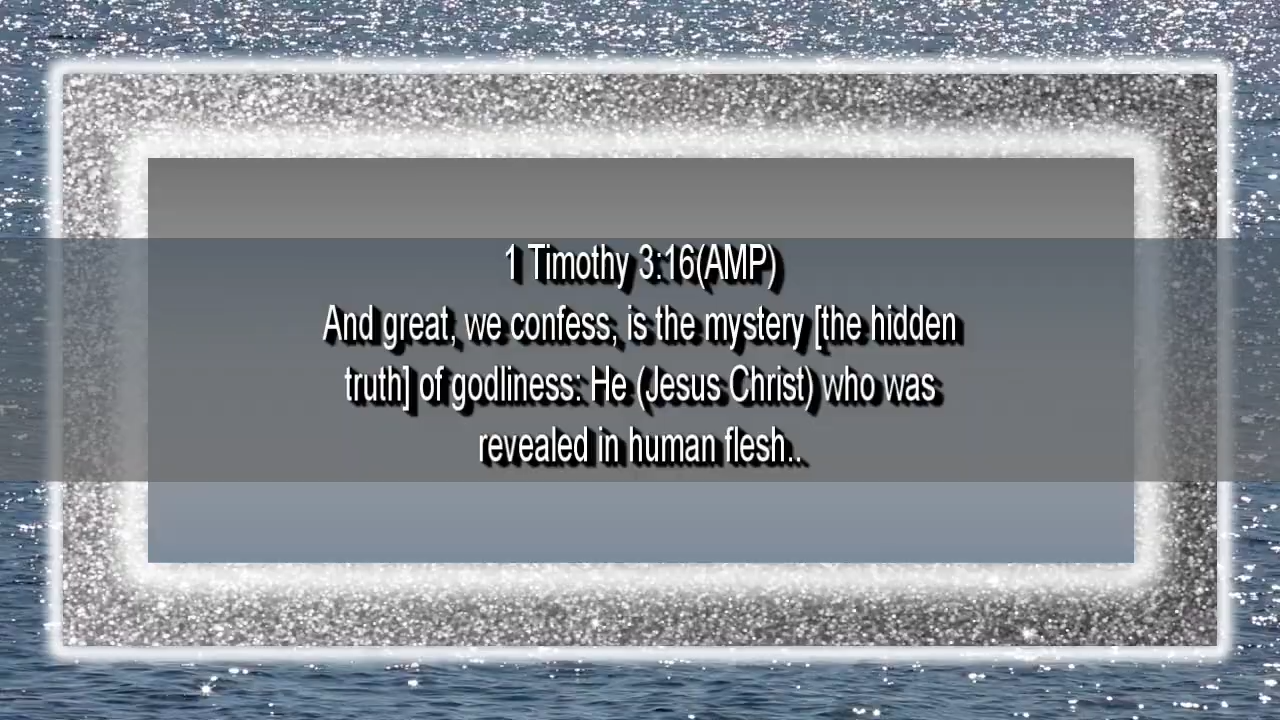 1 Timothy 3:16(AMP)
And great, we confess, is the mystery [the hidden
truth] of godliness: He (Jesus Christ) who was
revealed in human flesh..